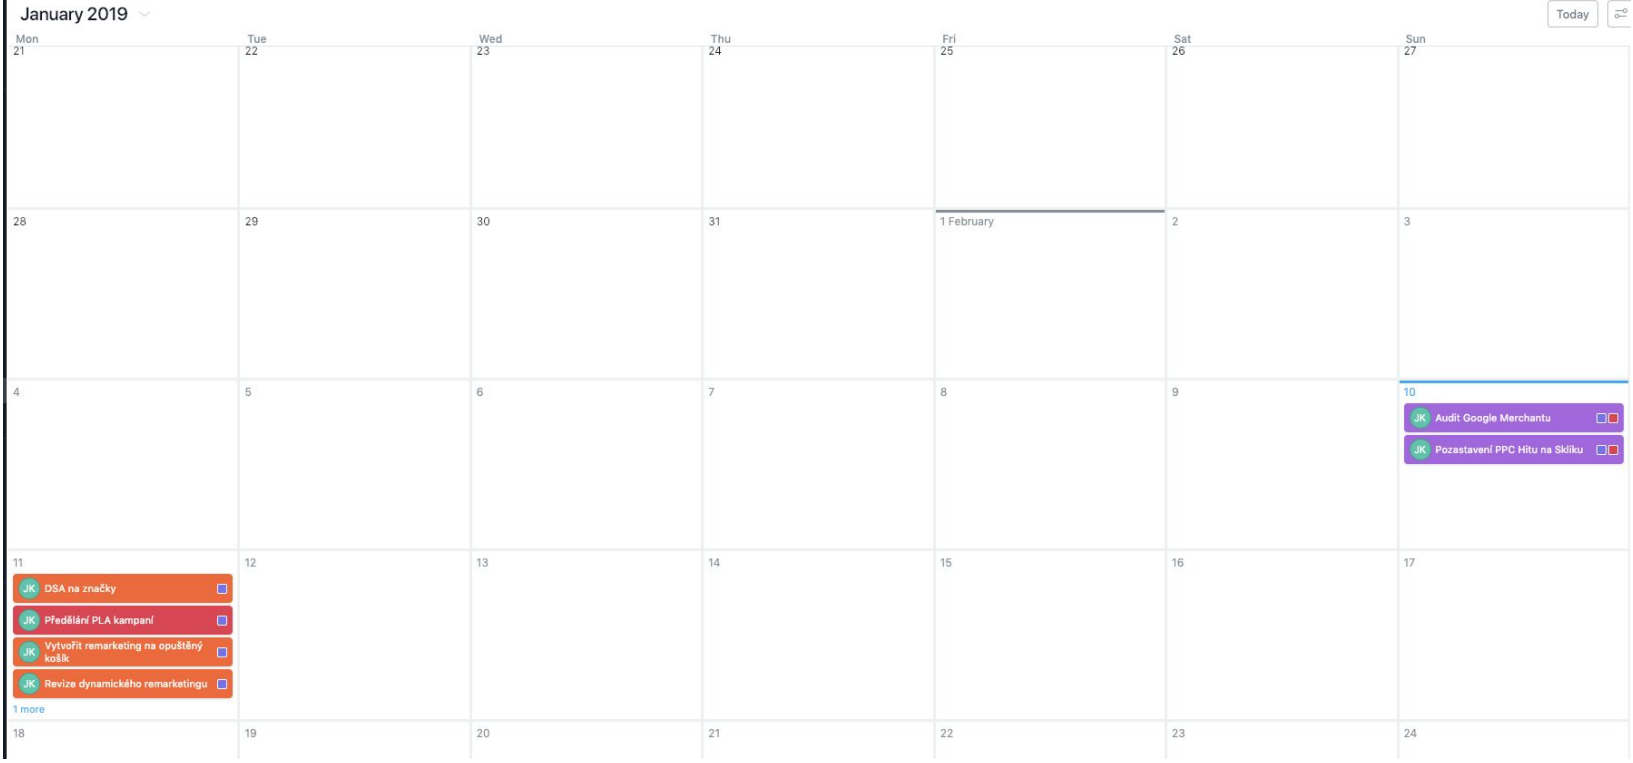 January 2019
Today
Mon Tue Wed Thu Fri Sat Sun
21 22 23 24 25 26 27
28 29 30 31 1 February 2 3
4 5 6 7 8 9 10
JK Audit Google Merchantu
JK Pozastavení PPC Hitu na Skliku
11 12 13 14 15 16 17
JK DSA na značky
JK Předělání PLA kampaní
JK Vytvořit remarketing na opuštěný
košík
JK Revize dynamického remarketingu
1 more
18 19 20 21 22 23 24